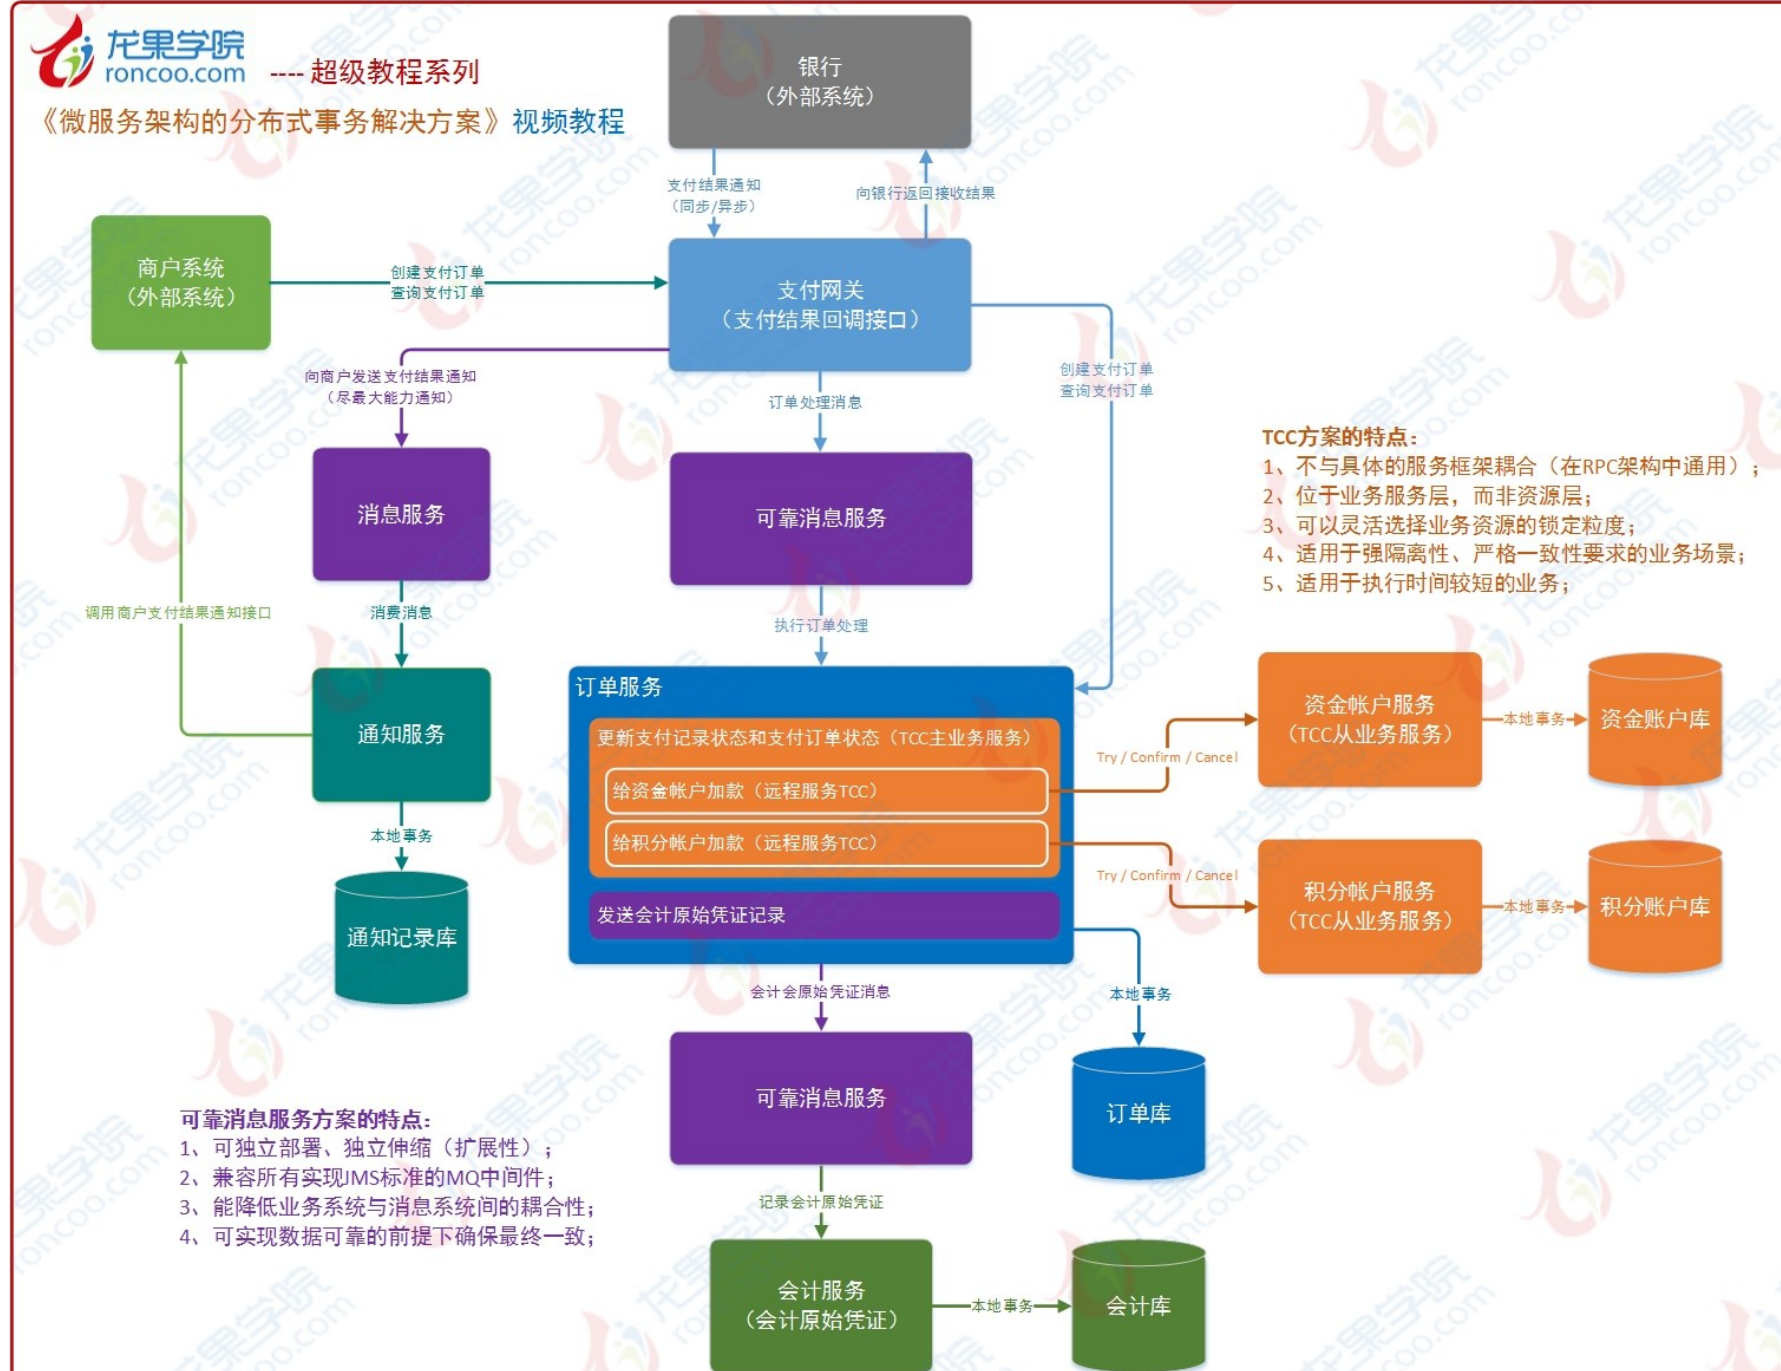 龙果学院
roncoo.com
---- 超级教程系列
《微服务架构的分布式事务解决方案》视频教程
银行
（外部系统）
支付结果通知
（同步/异步）
向银行返回接收结果
商户系统
（外部系统）
创建支付订单
查询支付订单
支付网关
（支付结果回调接口）
向商户发送支付结果通知
（尽最大能力通知）
订单处理消息
创建支付订单
查询支付订单
消息服务
可靠消息服务
TCC方案的特点：
1、不与具体的服务框架耦合（在RPC架构中通用）；
2、位于业务服务层，而非资源层；
3、可以灵活选择业务资源的锁定粒度；
4、适用于强隔离性、严格一致性要求的业务场景；
5、适用于执行时间较短的业务；
调用商户支付结果通知接口
消费消息
执行订单处理
通知服务
订单服务
更新支付记录状态和支付订单状态（TCC主业务服务）
给资金帐户加款（远程服务TCC）
给积分帐户加款（远程服务TCC）
发送会计原始凭证记录
Try / Confirm / Cancel
资金帐户服务
（TCC从业务服务）
本地事务
资金账户库
Try / Confirm / Cancel
积分帐户服务
（TCC从业务服务）
本地事务
积分账户库
本地事务
通知记录库
会计会原始凭证消息
本地事务
可靠消息服务
订单库
可靠消息服务方案的特点：
1、可独立部署、独立伸缩（扩展性）；
2、兼容所有实现JMS标准的MQ中间件；
3、能降低业务系统与消息系统间的耦合性；
4、可实现数据可靠的前提下确保最终一致；
记录会计原始凭证
会计服务
（会计原始凭证）
本地事务
会计库